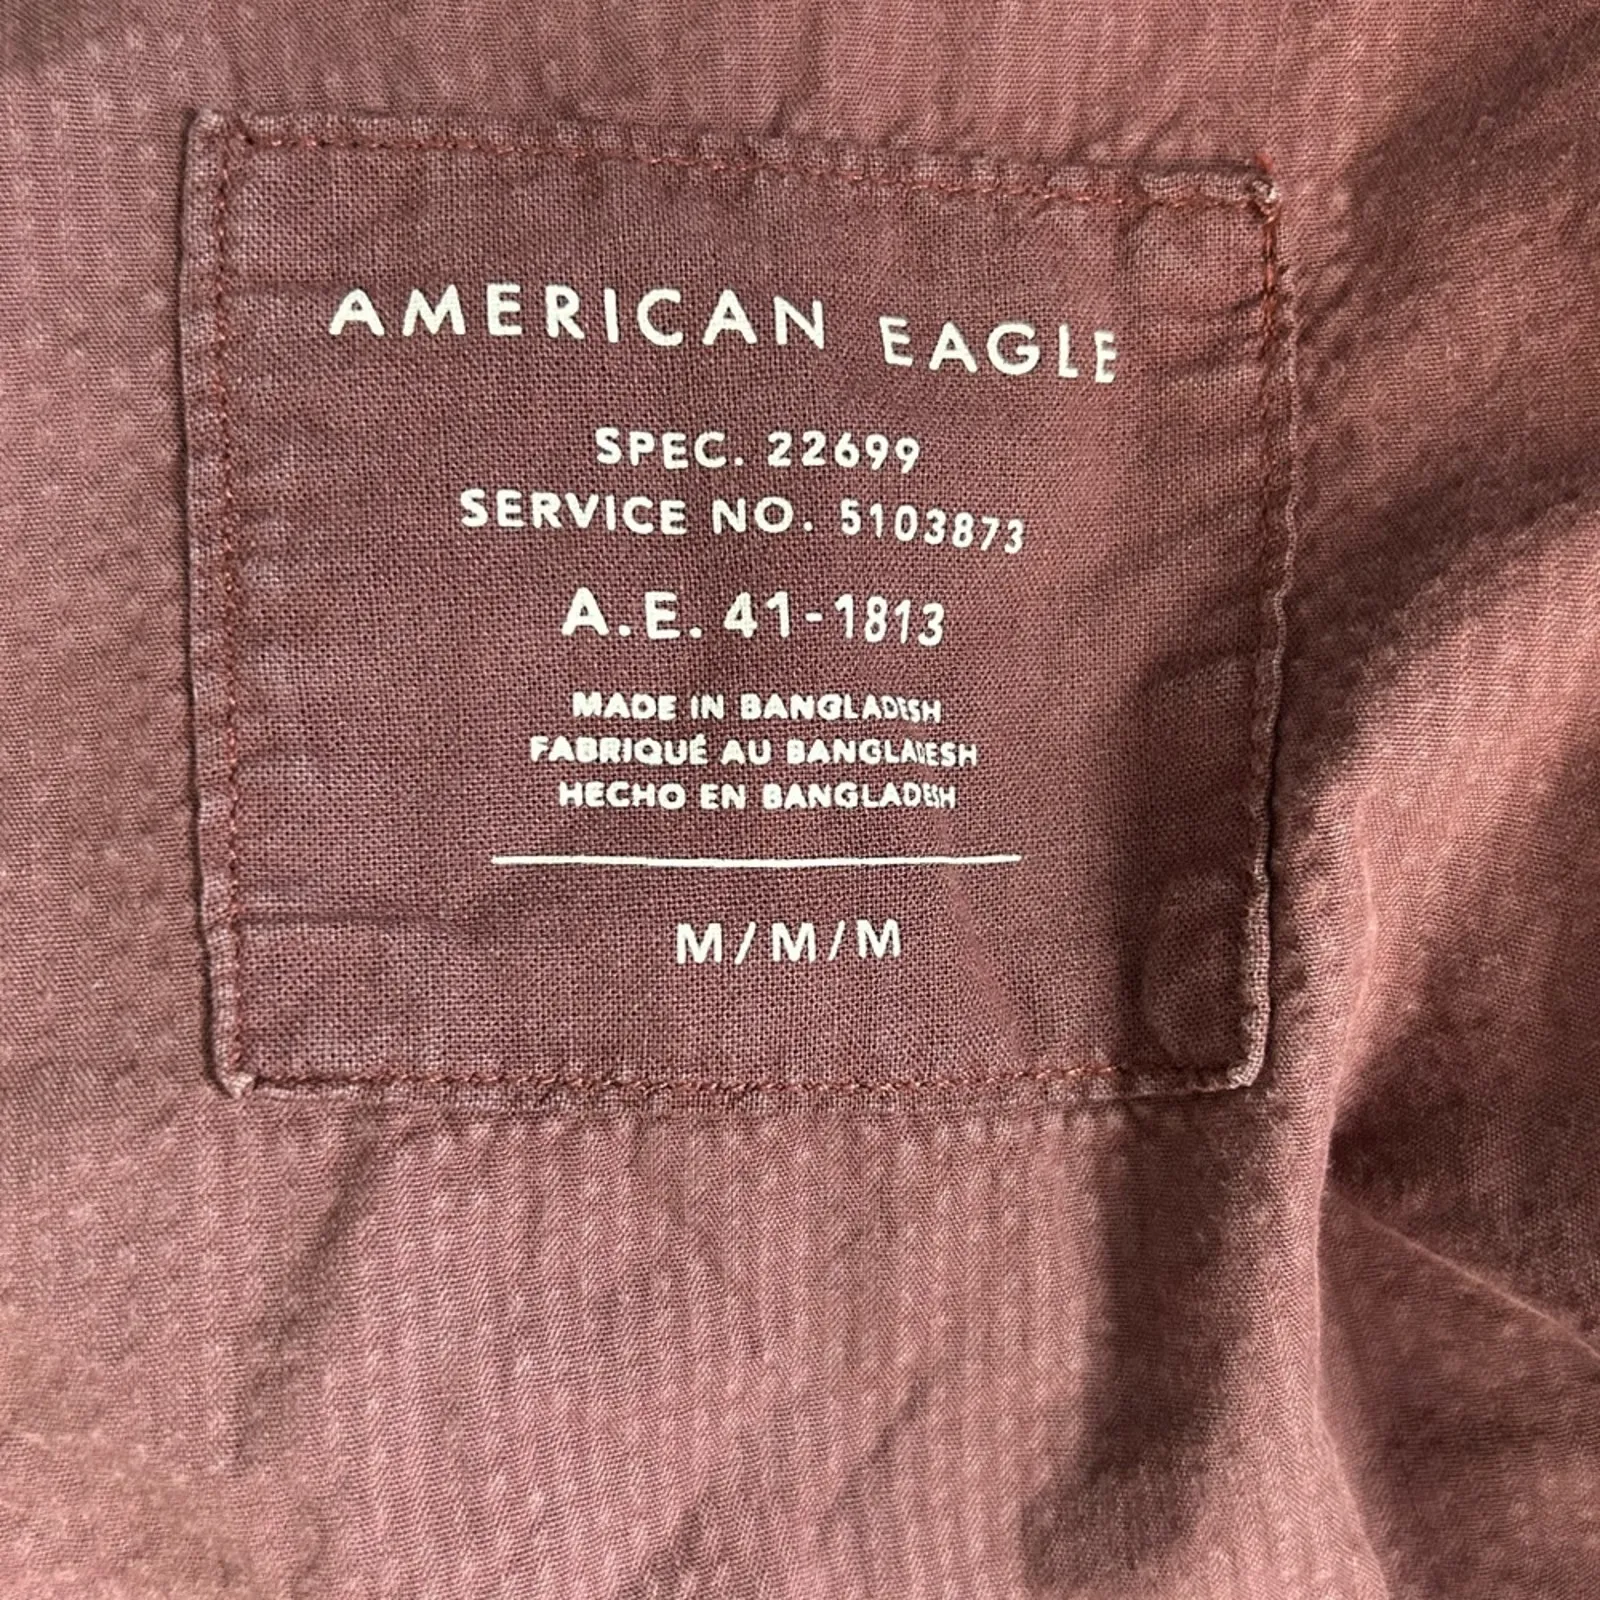 AMERICAN EAGLE
SPEC. 22699
SERVICE NO. 5103873
A.E. 41-1813
MADE IN BANGLADESH
FABRIQUÉ AU BANGLADESH
HECHO EN BANGLADESH
M/M/M